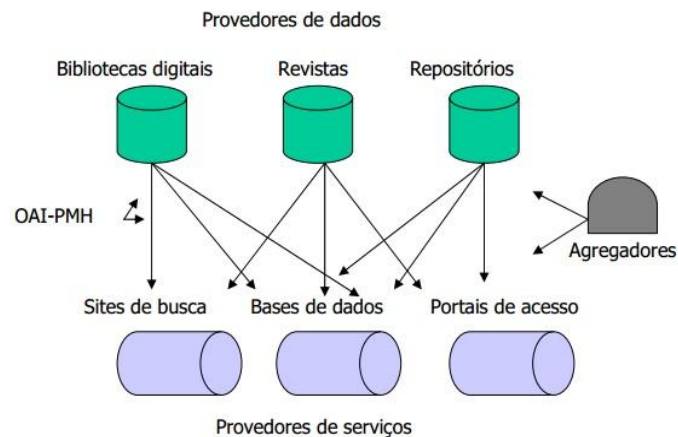 Provedores de dados
Bibliotecas digitais
Revistas
Repositórios
OAI-PMH
Agregadores
Sites de busca
Bases de dados
Portais de acesso
Provedores de serviços